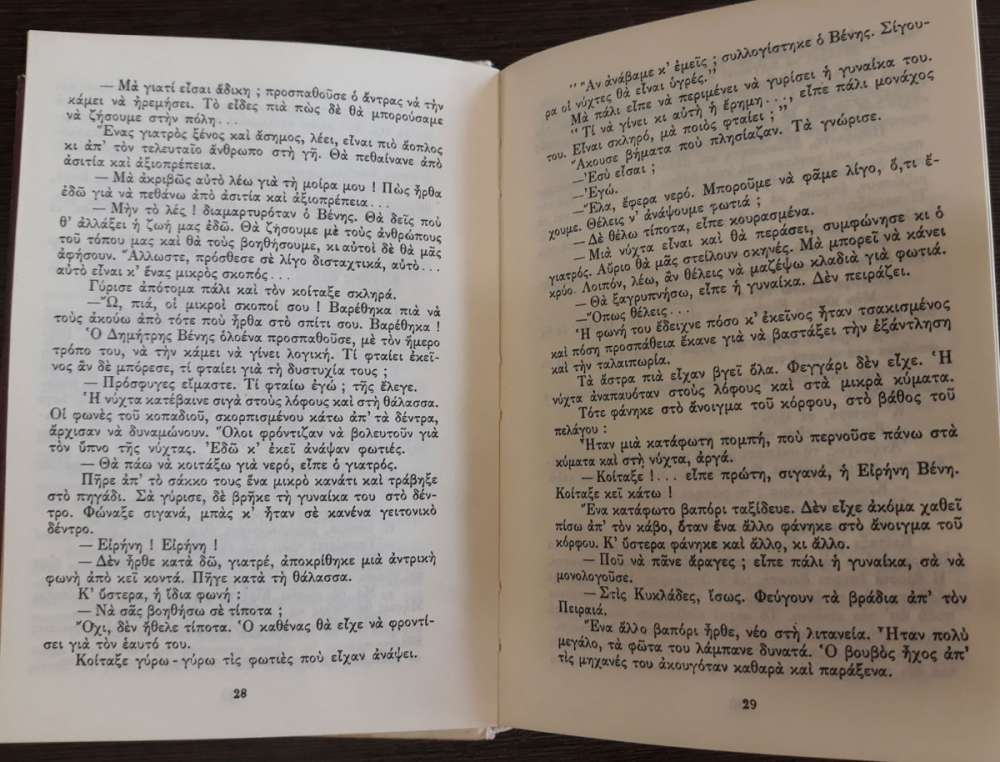 — Μὰ γιατί εἶσαι ἄδικη ; προσπαθοῦσε ὁ ἄντρας νὰ τὴν
κάμει νὰ ἠρεμήσει. Τὸ εἶδες πιὰ πὼς δὲ θὰ μπορούσαμε
νὰ ζήσουμε στὴν πόλη...
Ἕνας γιατρὸς ξένος καὶ ἄσημος, λέει, εἶναι πιὸ ἄοπλος
κι ἀπ’ τὸν τελευταῖο ἄνθρωπο στὴ γῆ. Θὰ πεθαίνανε ἀπὸ
ἀσιτία καὶ ἀξιοπρέπεια.
— Μὰ ἀκριβῶς αὐτὸ λέω γιὰ τὴ μοίρα μου ! Πὼς ἦρθα
ἐδῶ γιὰ νὰ πεθάνω ἀπὸ ἀσιτία καὶ ἀξιοπρέπεια...
— Μὴν τὸ λές ! διαμαρτυρόταν ὁ Βένης. Θὰ δεῖς ποὺ
θ’ ἀλλάξει ἡ ζωή μας ἐδῶ. Θὰ ζήσουμε μὲ τοὺς ἀνθρώπους
τοῦ τόπου μας καὶ θὰ τοὺς βοηθήσουμε, κι αὐτοὶ δὲ θὰ μᾶς
ἀφήσουν. Ἄλλωστε, πρόσθεσε σὲ λίγο δισταχτικά, αὐτὸ...
αὐτὸ εἶναι κ’ ἕνας μικρὸς σκοπός...
Γύρισε ἀπότομα πάλι καὶ τὸν κοίταξε σκληρά.
—Ὤ, πιά, οἱ μικροὶ σκοποί σου ! Βαρέθηκα πιὰ νὰ
τοὺς ἀκούω ἀπὸ τότε ποὺ ἦρθα στὸ σπίτι σου. Βαρέθηκα !
Ὁ Δημήτρης Βένης ὁλοένα προσπαθοῦσε, μὲ τὸν ἥμερο
τρόπο του, νὰ τὴν κάμει νὰ γίνει λογική. Τί φταίει ἐκεῖ-
νος ἂν δὲ μπόρεσε, τί φταίει γιὰ τὴ δυστυχία τους ;
— Πρόσφυγες εἴμαστε. Τί φταίω ἐγώ ; τῆς ἔλεγε.
Ἡ νύχτα κατέβαινε σιγὰ στοὺς λόφους καὶ στὴ θάλασσα.
Οἱ φωνὲς τοῦ κοπαδιοῦ, σκορπισμένου κάτω ἀπ’ τὰ δέντρα,
ἄρχισαν νὰ δυναμώνουν. Ὅλοι φρόντιζαν νὰ βολευτοῦν γιὰ
τὸν ὕπνο τῆς νύχτας. Ἐδῶ κ’ ἐκεῖ ἀνάψαν φωτιές.
— Θὰ πάω νὰ κοιτάξω γιὰ νερό, εἶπε ὁ γιατρός.
Πῆρε ἀπ’ τὸ σάκκο τους ἕνα μικρὸ κανάτι καὶ τράβηξε
στὸ πηγάδι. Σὰ γύρισε, δὲ βρῆκε τὴ γυναίκα του στὸ δέν-
τρο. Φώναξε σιγανά, μπὰς κ’ ἦταν σὲ κανένα γειτονικὸ
δέντρο.
— Εἰρήνη ! Εἰρήνη !
— Δὲν ἦρθε κατὰ δῶ, γιατρέ, ἀποκρίθηκε μιὰ ἀντρικὴ
φωνὴ ἀπὸ κεῖ κοντά. Πῆγε κατὰ τὴ θάλασσα.
Κ’ ὕστερα, ἡ ἴδια φωνή :
— Νὰ σᾶς βοηθήσω σὲ τίποτα ;
Ὄχι, δὲν ἤθελε τίποτα. Ὁ καθένας θὰ εἶχε νὰ φροντί-
σει γιὰ τὸν ἑαυτό του.
Κοίταξε γύρω - γύρω τὶς φωτιὲς ποὺ εἶχαν ἀνάψει.
28
“Ἂν ἀνάβαμε κ’ ἐμεῖς ; συλλογίστηκε ὁ Βένης. Σίγου-
ρα οἱ νύχτες θὰ εἶναι ὑγρές.”
Μὰ πάλι εἶπε νὰ περιμένει νὰ γυρίσει ἡ γυναίκα του.
“Τί νὰ γίνει κι αὐτὴ ἡ ἔρημη...” εἶπε πάλι μονάχος
του. Εἶναι σκληρό, μὰ ποιὸς φταίει ;”
Ἄκουσε βήματα ποὺ πλησίαζαν. Τὰ γνώρισε.
—Ἐσὺ εἶσαι ;
—Ἐγώ.
—Ἔλα, ἔφερα νερό. Μποροῦμε νὰ φᾶμε λίγο, ὅ,τι ἔ-
χουμε. Θέλεις ν’ ἀνάψουμε φωτιά ;
— Δὲ θέλω τίποτα, εἶπε κουρασμένα.
— Μιὰ νύχτα εἶναι καὶ θὰ περάσει, συμφώνησε κι ὁ
γιατρός. Αὔριο θὰ μᾶς στείλουν σκηνές. Μὰ μπορεῖ νὰ κάνει
κρύο. Λοιπόν, λέω, ἂν θέλεις νὰ μαζέψω κλαδιὰ γιὰ φωτιά.
— Θὰ ξαγρυπνήσω, εἶπε ἡ γυναίκα. Δὲν πειράζει.
—Ὅπως θέλεις...
Ἡ φωνή του ἔδειχνε πόσο κ’ ἐκεῖνος ἦταν τσακισμένος
καὶ πόση προσπάθεια ἔκανε γιὰ νὰ βαστάξει τὴν ἐξάντληση
καὶ τὴν ταλαιπωρία.
Τὰ ἄστρα πιὰ εἶχαν βγεῖ ὅλα. Φεγγάρι δὲν εἶχε. Ἡ
νύχτα ἀναπαυόταν στοὺς λόφους καὶ στὰ μικρὰ κύματα.
Τότε φάνηκε στὸ ἄνοιγμα τοῦ κόρφου, στὸ βάθος τοῦ
πελάγου :
Ἦταν μιὰ κατάφωτη πομπή, ποὺ περνοῦσε πάνω στὰ
κύματα καὶ στὴ νύχτα, ἀργά.
— Κοίταξε !... εἶπε πρώτη, σιγανά, ἡ Εἰρήνη Βένη.
Κοίταξε κεῖ κάτω !
Ἕνα κατάφωτο βαπόρι ταξίδευε. Δὲν εἶχε ἀκόμα χαθεῖ
πίσω ἀπ’ τὸν κάβο, ὅταν ἕνα ἄλλο φάνηκε στὸ ἄνοιγμα τοῦ
κόρφου. Κ’ ὕστερα φάνηκε καὶ ἄλλο, κι ἄλλο.
— Ποῦ νὰ πᾶνε ἄραγες ; εἶπε πάλι ἡ γυναίκα, σὰ νὰ
μονολογοῦσε.
— Στὶς Κυκλάδες, ἴσως. Φεύγουν τὰ βράδια ἀπ’ τὸν
Πειραιά.
Ἕνα ἄλλο βαπόρι ἦρθε, νέο στὴ λιτανεία. Ἦταν πολὺ
μεγάλο, τὰ φῶτα του λάμπανε δυνατά. Ὁ βουβὸς ἦχος ἀπ’
τὶς μηχανές του ἀκουγόταν καθαρὰ καὶ παράξενα.
29